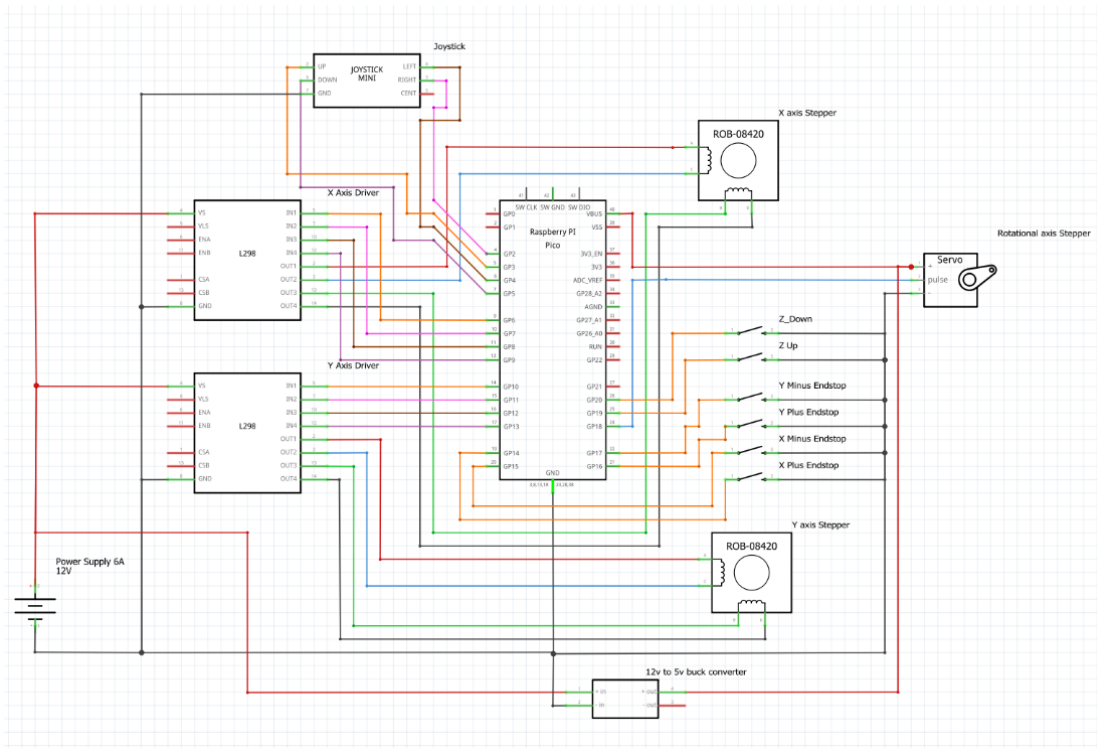 Joystick
JOYSTICK
MINI
UP
DOWN
GND
LEFT
RIGHT
CENT
X axis Stepper
ROB-08420
X Axis Driver
L298
VS
VLS
ENA
ENB
CSA
CSB
GND
IN1
IN2
IN3
IN4
OUT1
OUT2
OUT3
OUT4
SW CLK SW GND SW DIO
Raspberry PI
Pico
GP0
GP1
GP2
GP3
GP4
GP5
GP6
GP7
GP8
GP9
GP10
GP11
GP12
GP13
GP14
GP15
VBUS
VSS
3V3_EN
3V3
ADC_VREF
GP28_A2
AGND
GP27_A1
GP26_A0
RUN
GP22
GP21
GP20
GP19
GP18
GP17
GP16
GND
Rotational axis Stepper
Servo
pulse
Z_Down
Z Up
Y Minus Endstop
Y Plus Endstop
X Minus Endstop
X Plus Endstop
Y Axis Driver
L298
VS
VLS
ENA
ENB
CSA
CSB
GND
IN1
IN2
IN3
IN4
OUT1
OUT2
OUT3
OUT4
Y axis Stepper
ROB-08420
Power Supply 6A
12V
12v to 5v buck converter
+ in
- in
+ out
- out